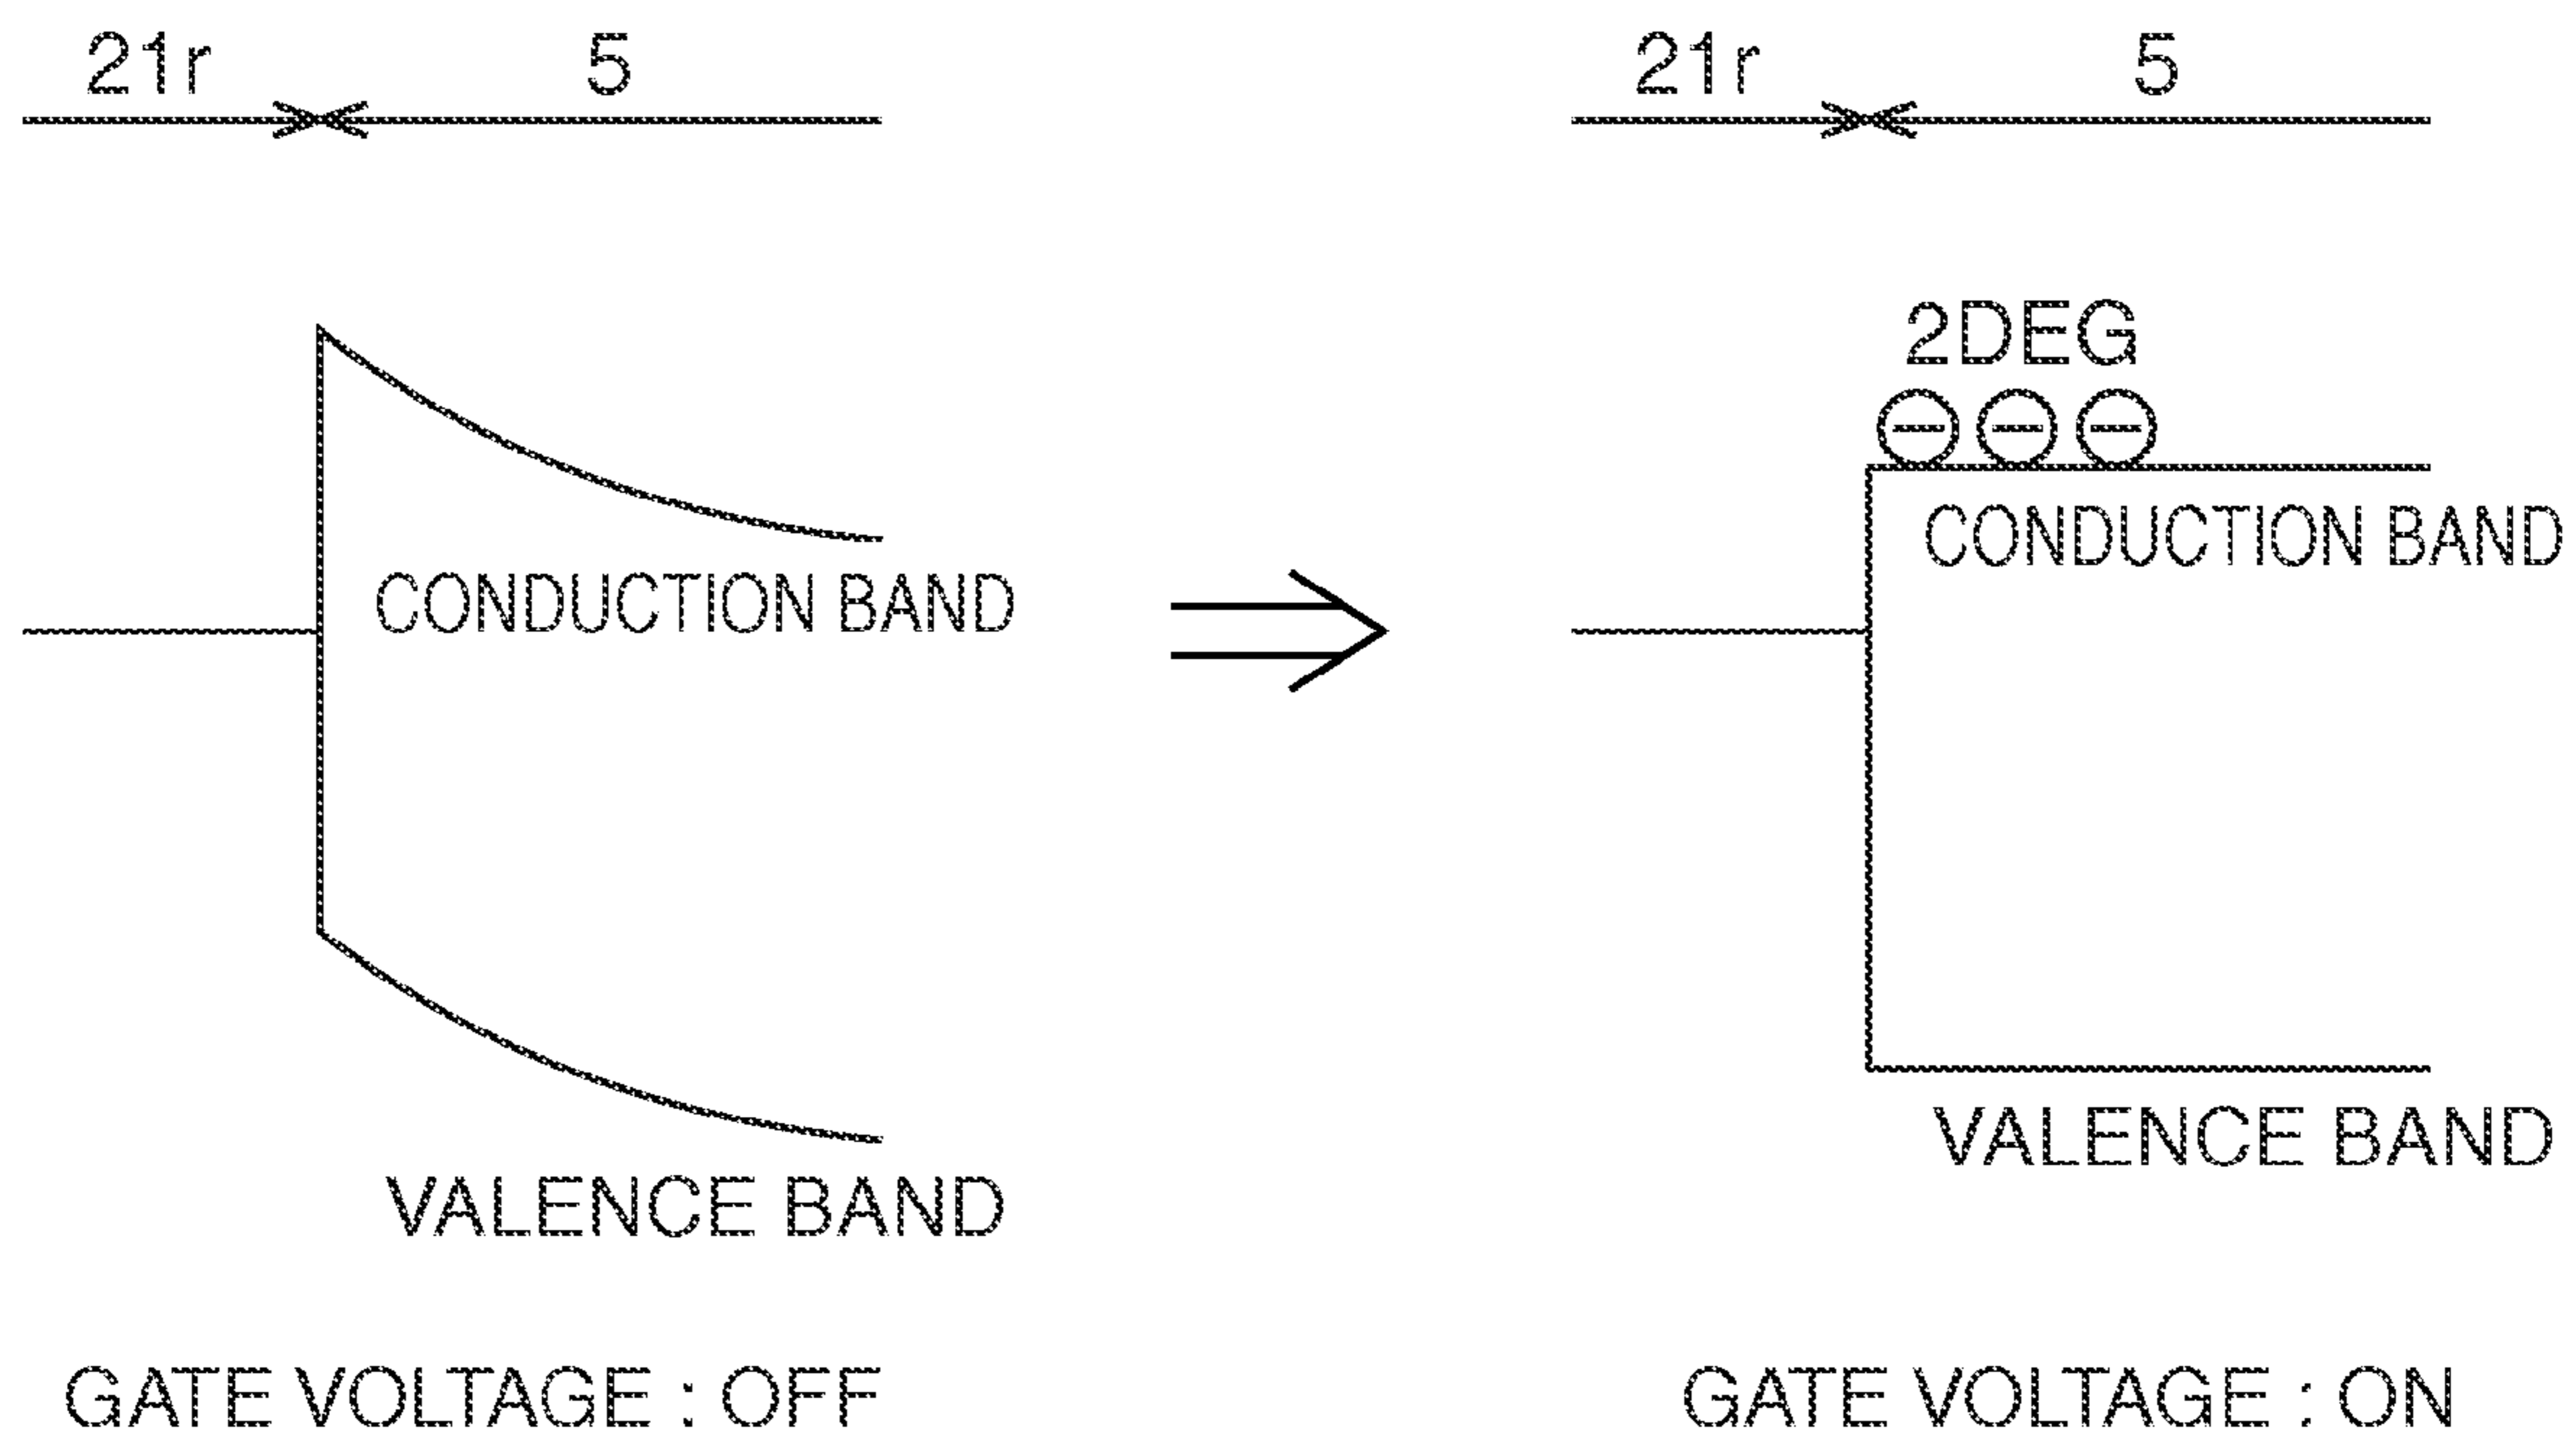 21r 5
CONDUCTION BAND
VALENCE BAND
GATE VOLTAGE : OFF
21r 5
2DEG
⊖⊖⊖
CONDUCTION BAND
VALENCE BAND
GATE VOLTAGE : ON